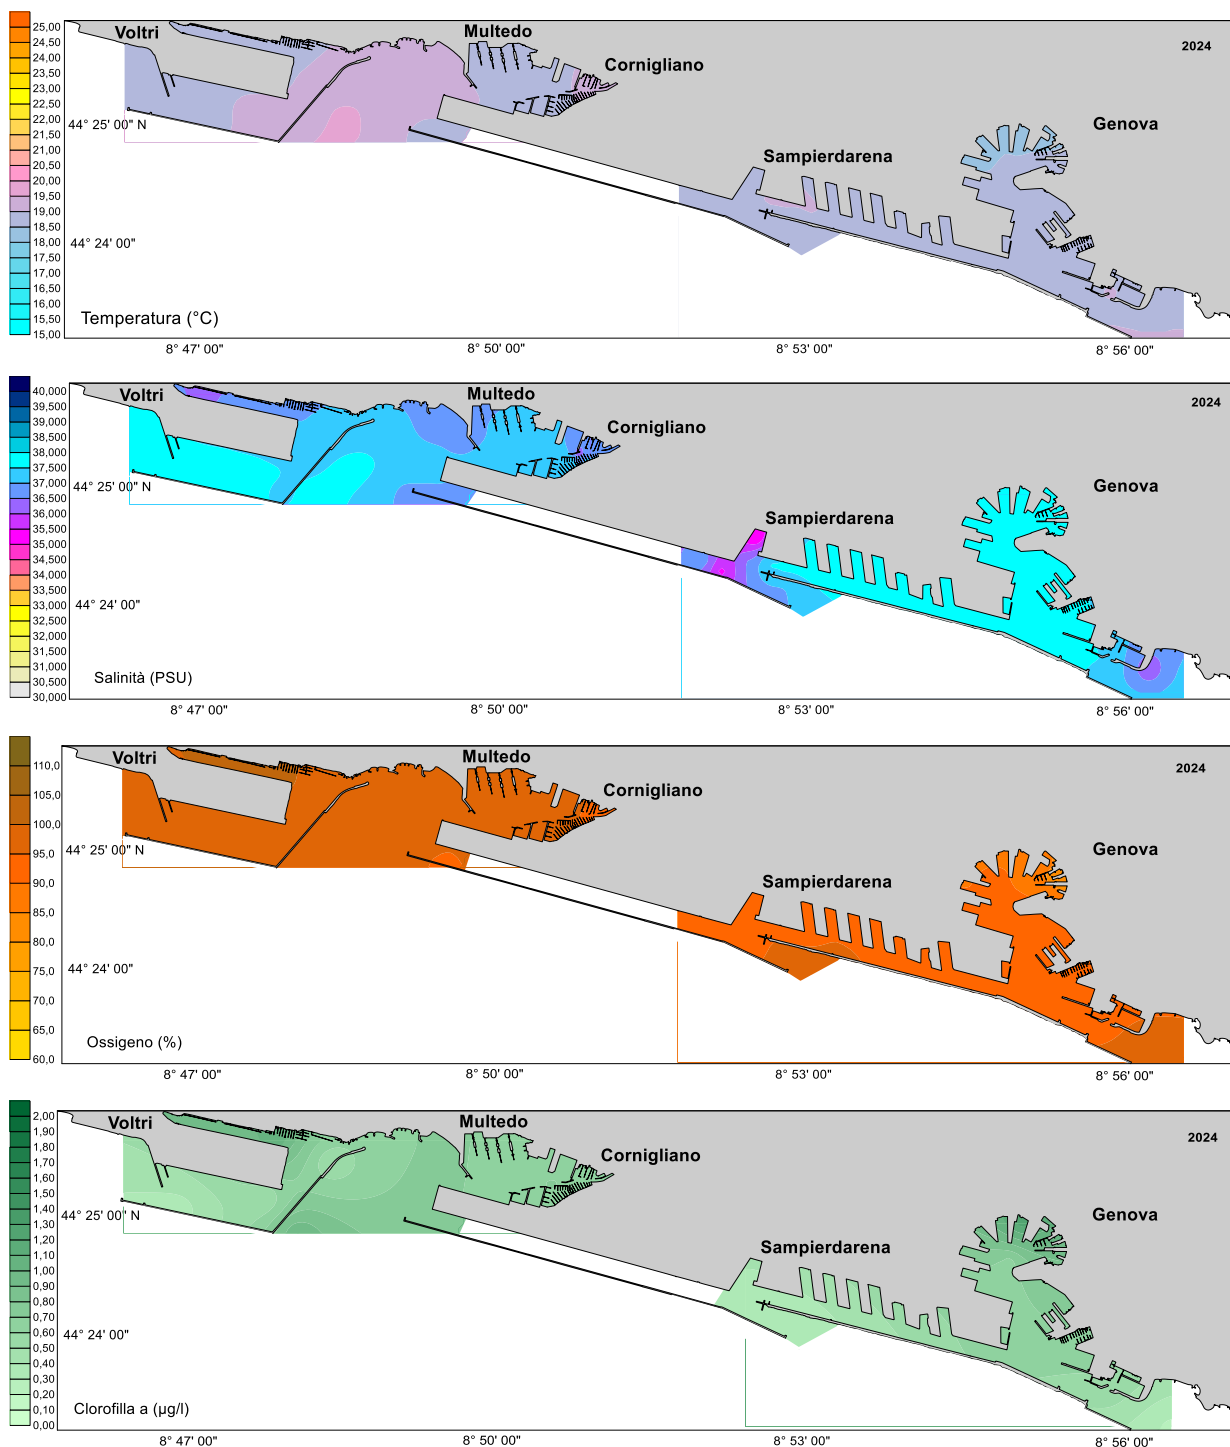 Voltri
Multedo
Cornigliano
2024
Genova
Sampierdarena
44° 25' 00" N
44° 24' 00"
25,00
24,50
24,00
23,50
23,00
22,50
22,00
21,50
21,00
20,50
20,00
19,50
19,00
18,50
18,00
17,50
17,00
16,50
16,00
15,50
15,00
Temperatura (°C)
8° 47' 00"
8° 50' 00"
8° 53' 00"
8° 56' 00"
Voltri
Multedo
Cornigliano
2024
Genova
Sampierdarena
44° 25' 00" N
44° 24' 00"
40,000
39,500
39,000
38,500
38,000
37,500
37,000
36,500
36,000
35,500
35,000
34,500
34,000
33,500
33,000
32,500
32,000
31,500
31,000
30,500
30,000
Salinità (PSU)
8° 47' 00"
8° 50' 00"
8° 53' 00"
8° 56' 00"
Voltri
Multedo
Cornigliano
2024
Genova
Sampierdarena
44° 25' 00" N
44° 24' 00"
110,0
105,0
100,0
95,0
90,0
85,0
80,0
75,0
70,0
65,0
60,0
Ossigeno (%)
8° 47' 00"
8° 50' 00"
8° 53' 00"
8° 56' 00"
Voltri
Multedo
Cornigliano
2024
Genova
Sampierdarena
44° 25' 00" N
44° 24' 00"
2,00
1,90
1,80
1,70
1,60
1,50
1,40
1,30
1,20
1,10
1,00
0,90
0,80
0,70
0,60
0,50
0,40
0,30
0,20
0,10
0,00
Clorofilla a (µg/l)
8° 47' 00"
8° 50' 00"
8° 53' 00"
8° 56' 00"